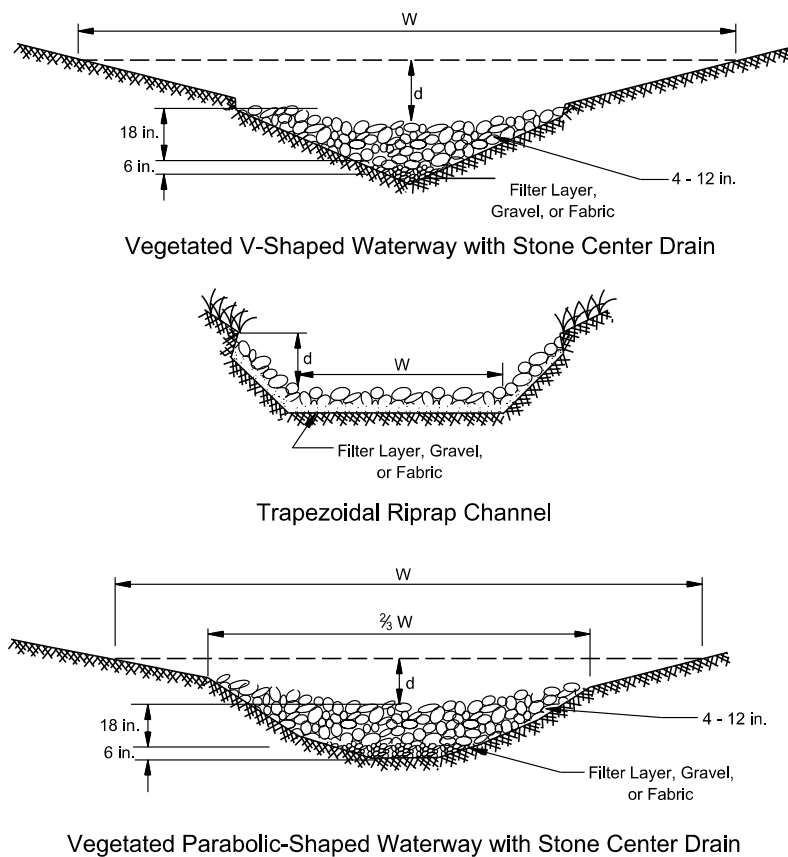 W
d
18 in.
6 in.
4 - 12 in.
Filter Layer,
Gravel, or Fabric
Vegetated V-Shaped Waterway with Stone Center Drain
d
W
Filter Layer, Gravel,
or Fabric
Trapezoidal Riprap Channel
W
⅔ W
d
18 in.
6 in.
4 - 12 in.
Filter Layer, Gravel,
or Fabric
Vegetated Parabolic-Shaped Waterway with Stone Center Drain